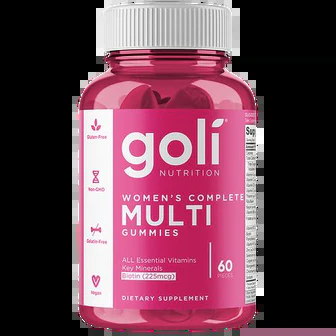 goli®
NUTRITION
WOMEN'S COMPLETE
MULTI
GUMMIES
ALL Essential Vitamins
Key Minerals
Biotin (225mcg)
60
PIECES
DIETARY SUPPLEMENT
Gluten-Free
Non-GMO
Gelatin-Free
Vegan